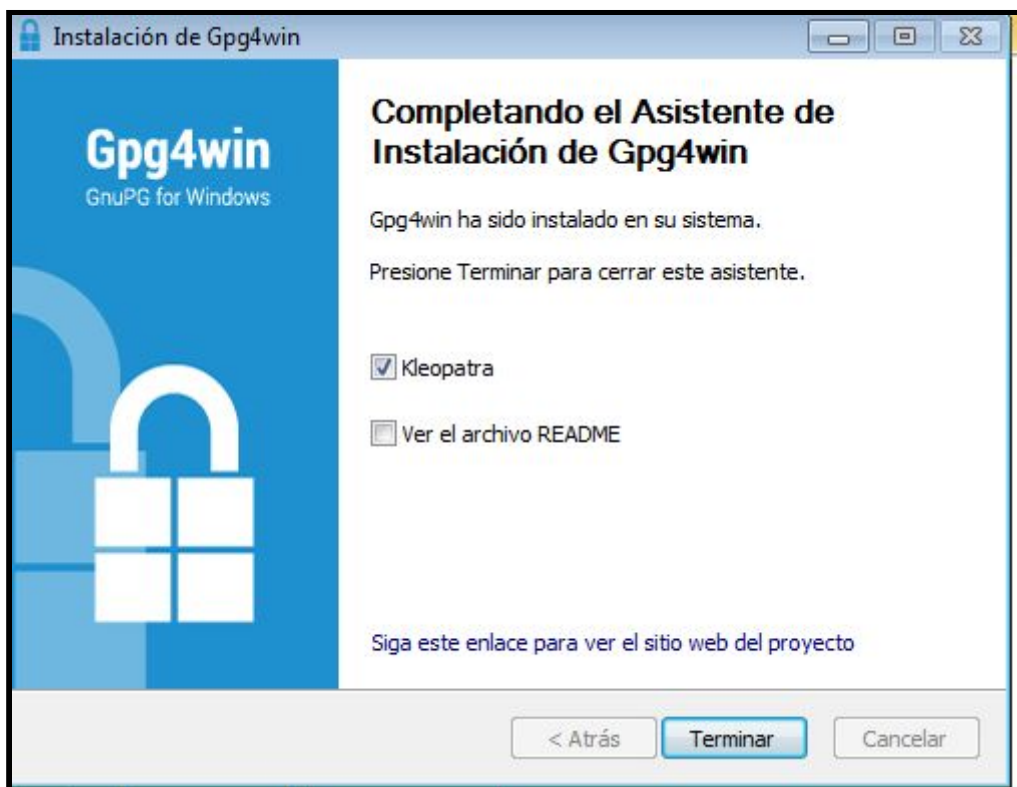 Instalación de Gpg4win
Gpg4win
GnuPG for Windows
Completando el Asistente de
Instalación de Gpg4win
Gpg4win ha sido instalado en su sistema.
Presione Terminar para cerrar este asistente.
Kleopatra
Ver el archivo README
Siga este enlace para ver el sitio web del proyecto
< Atrás
Terminar
Cancelar